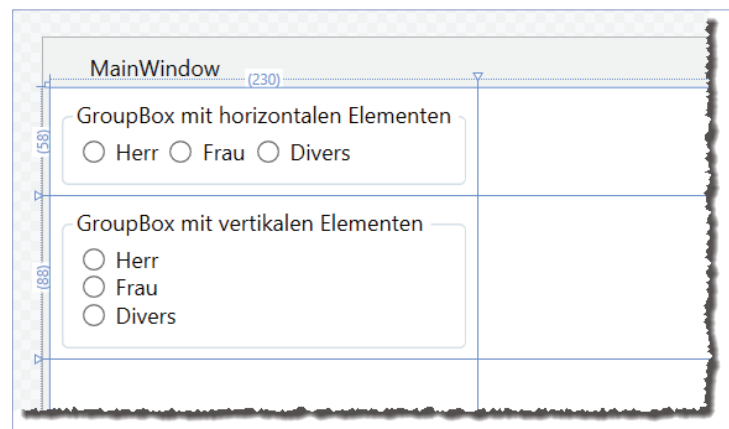 MainWindow
(230)
GroupBox mit horizontalen Elementen
(58)
Herr Frau Divers
GroupBox mit vertikalen Elementen
(88)
Herr
Frau
Divers